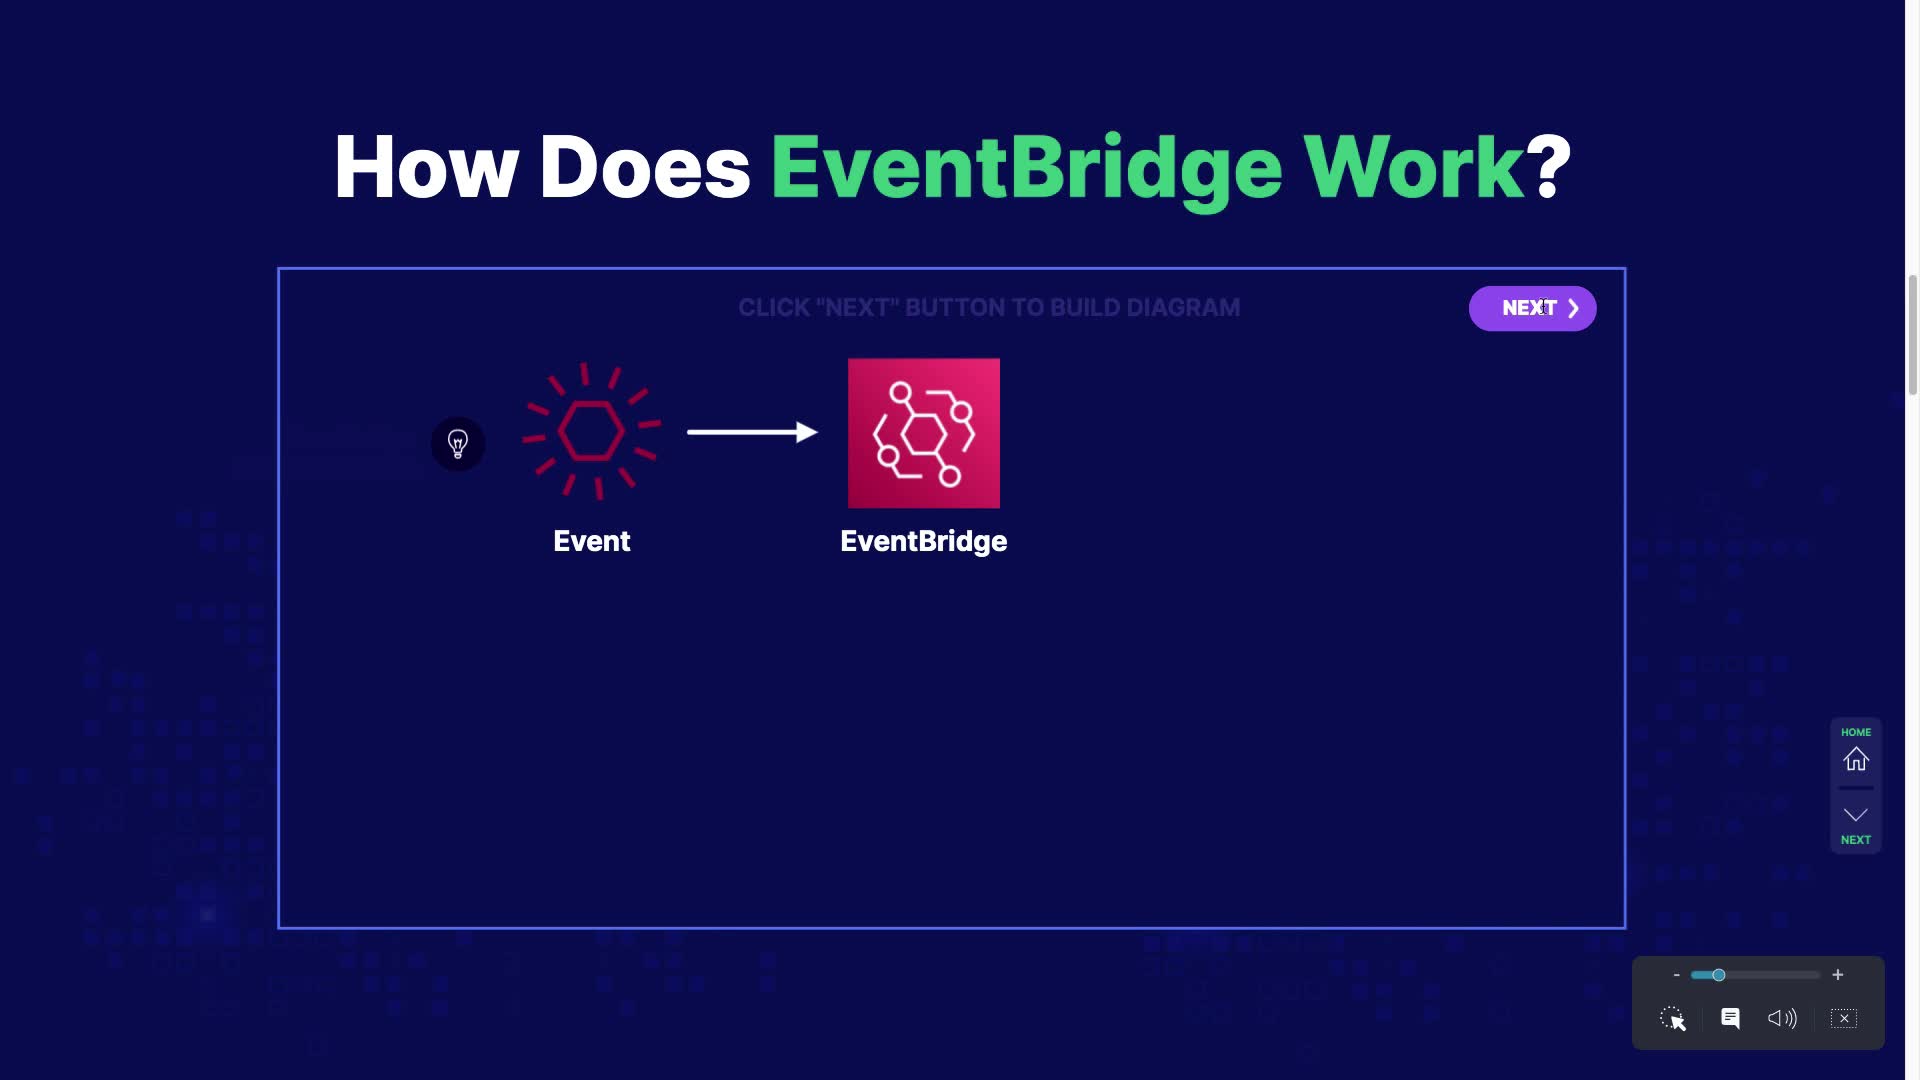 How Does EventBridge Work?
CLICK "NEXT" BUTTON TO BUILD DIAGRAM
NEXT
Event
EventBridge
HOME
NEXT
- +